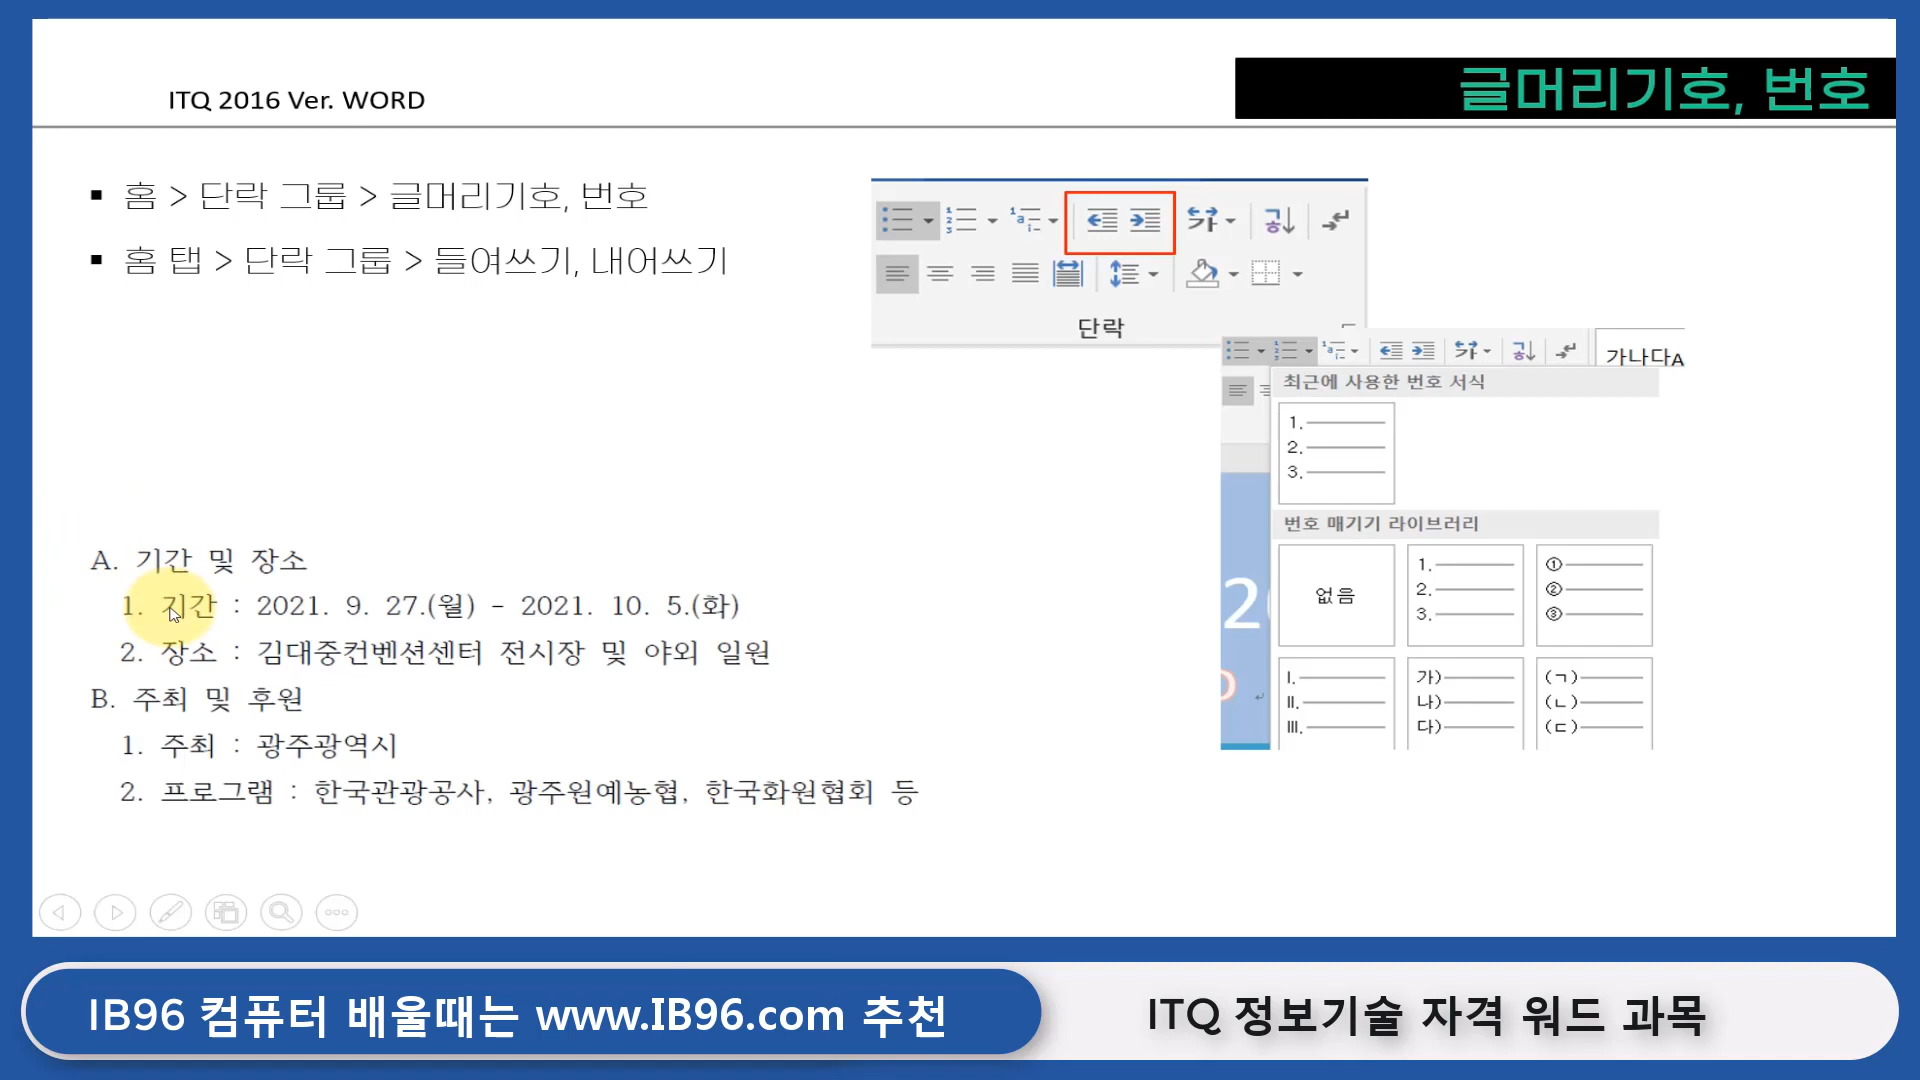 ITQ 2016 Ver. WORD
글머리기호, 번호
▪ 홈 > 단락 그룹 > 글머리기호, 번호
▪ 홈 탭 > 단락 그룹 > 들여쓰기, 내어쓰기
단락
가나다A
최근에 사용한 번호 서식
1.
2.
3.
번호 매기기 라이브러리
없음
1.
2.
3.
①
②
③
I.
II.
III.
가)
나)
다)
(ㄱ)
(ㄴ)
(ㄷ)
A. 기간 및 장소
1. 기간 : 2021. 9. 27.(월) - 2021. 10. 5.(화)
2. 장소 : 김대중컨벤션센터 전시장 및 야외 일원
B. 주최 및 후원
1. 주최 : 광주광역시
2. 프로그램 : 한국관광공사, 광주원예농협, 한국화원협회 등
IB96 컴퓨터 배울때는 www.IB96.com 추천
ITQ 정보기술 자격 워드 과목